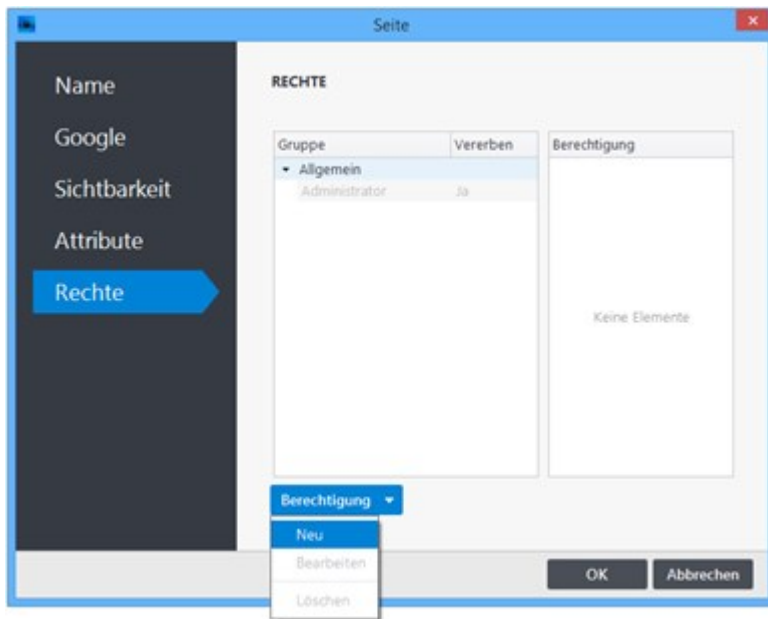 Seite
Name
Google
Sichtbarkeit
Attribute
Rechte
RECHTE
Gruppe Vererben Berechtigung
Allgemein
Administrator Ja
Keine Elemente
Berechtigung
Neu
Bearbeiten
Löschen
OK Abbrechen